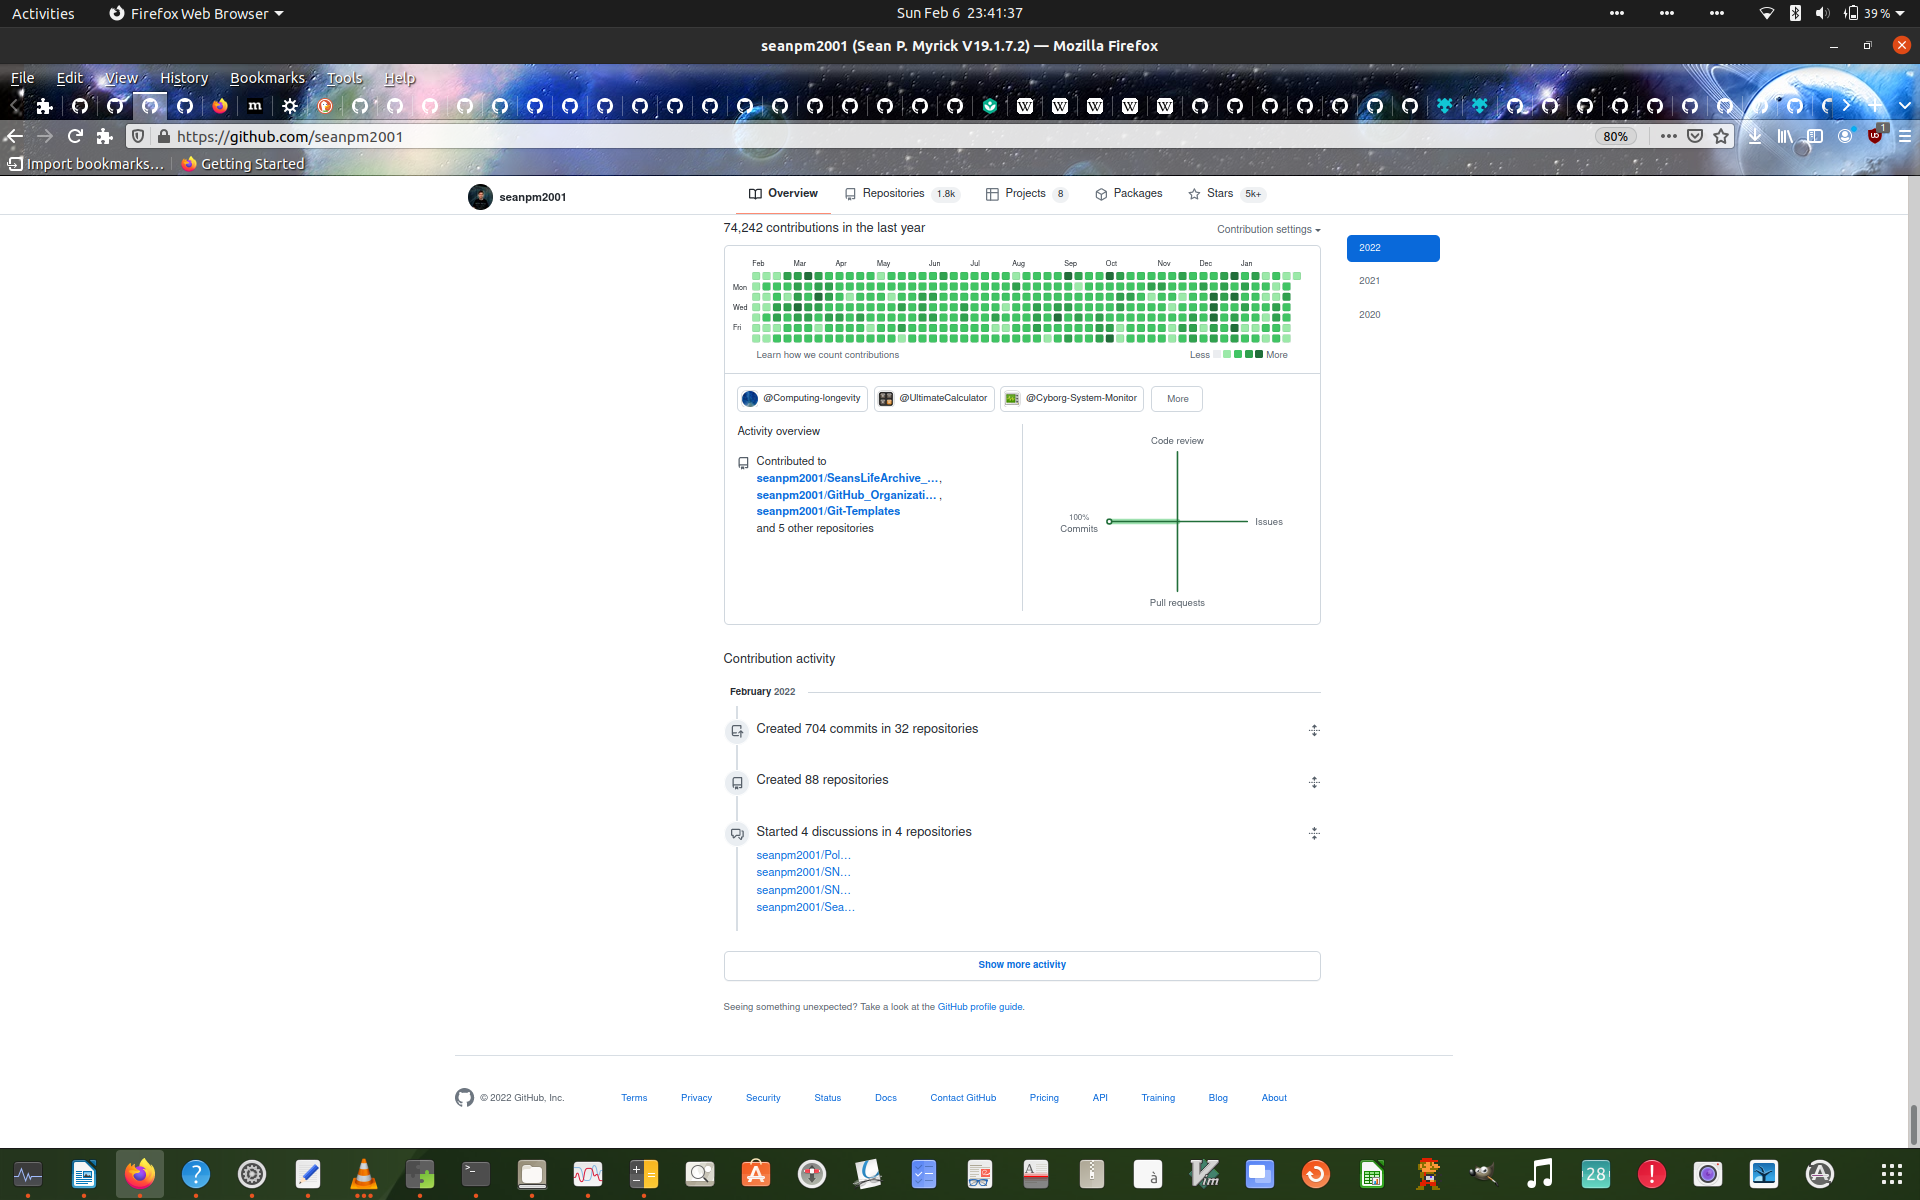 Activities
Firefox Web Browser
Sun Feb 6 23:41:37
39 %
seanpm2001 (Sean P. Myrick V19.1.7.2) — Mozilla Firefox
File Edit View History Bookmarks Tools Help
m
W W W W W
https://github.com/seanpm2001
80%
1
Import bookmarks...
Getting Started
seanpm2001
Overview
Repositories 1.8k
Projects 8
Packages
Stars 5k+
74,242 contributions in the last year
Contribution settings
2022
2021
2020
Feb Mar Apr May Jun Jul Aug Sep Oct Nov Dec Jan
Mon
Wed
Fri
Learn how we count contributions
Less More
@Computing-longevity
@UltimateCalculator
@Cyborg-System-Monitor
More
Activity overview
Contributed to
seanpm2001/SeansLifeArchive_...,
seanpm2001/GitHub_Organizati... ,
seanpm2001/Git-Templates
and 5 other repositories
Code review
100%
Commits
Issues
Pull requests
Contribution activity
February 2022
Created 704 commits in 32 repositories
Created 88 repositories
Started 4 discussions in 4 repositories
seanpm2001/Pol...
seanpm2001/SN...
seanpm2001/SN...
seanpm2001/Sea...
Show more activity
Seeing something unexpected? Take a look at the GitHub profile guide.
© 2022 GitHub, Inc.
Terms Privacy Security Status Docs Contact GitHub Pricing API Training Blog About
28